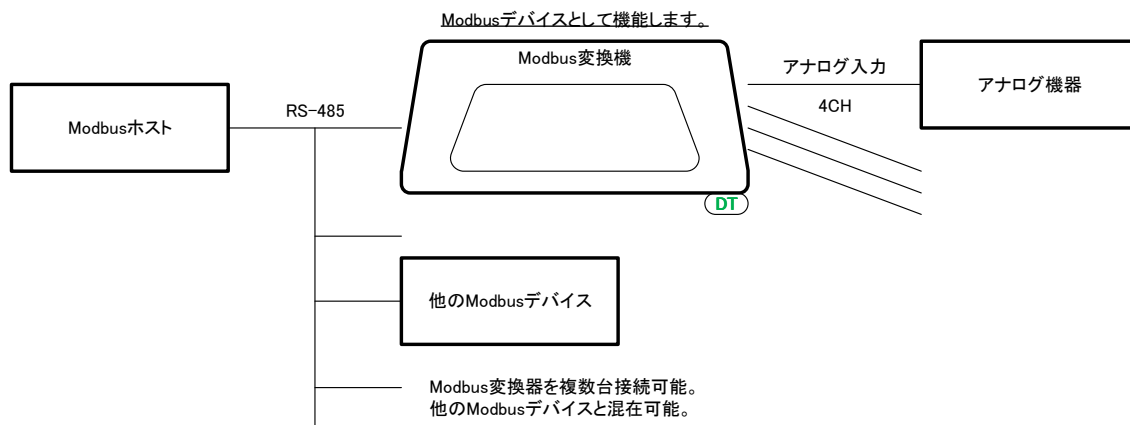 Modbusデバイスとして機能します。
Modbus変換機
アナログ入力
アナログ機器
Modbusホスト
RS-485
4CH
DT
他のModbusデバイス
Modbus変換器を複数台接続可能。
他のModbusデバイスと混在可能。